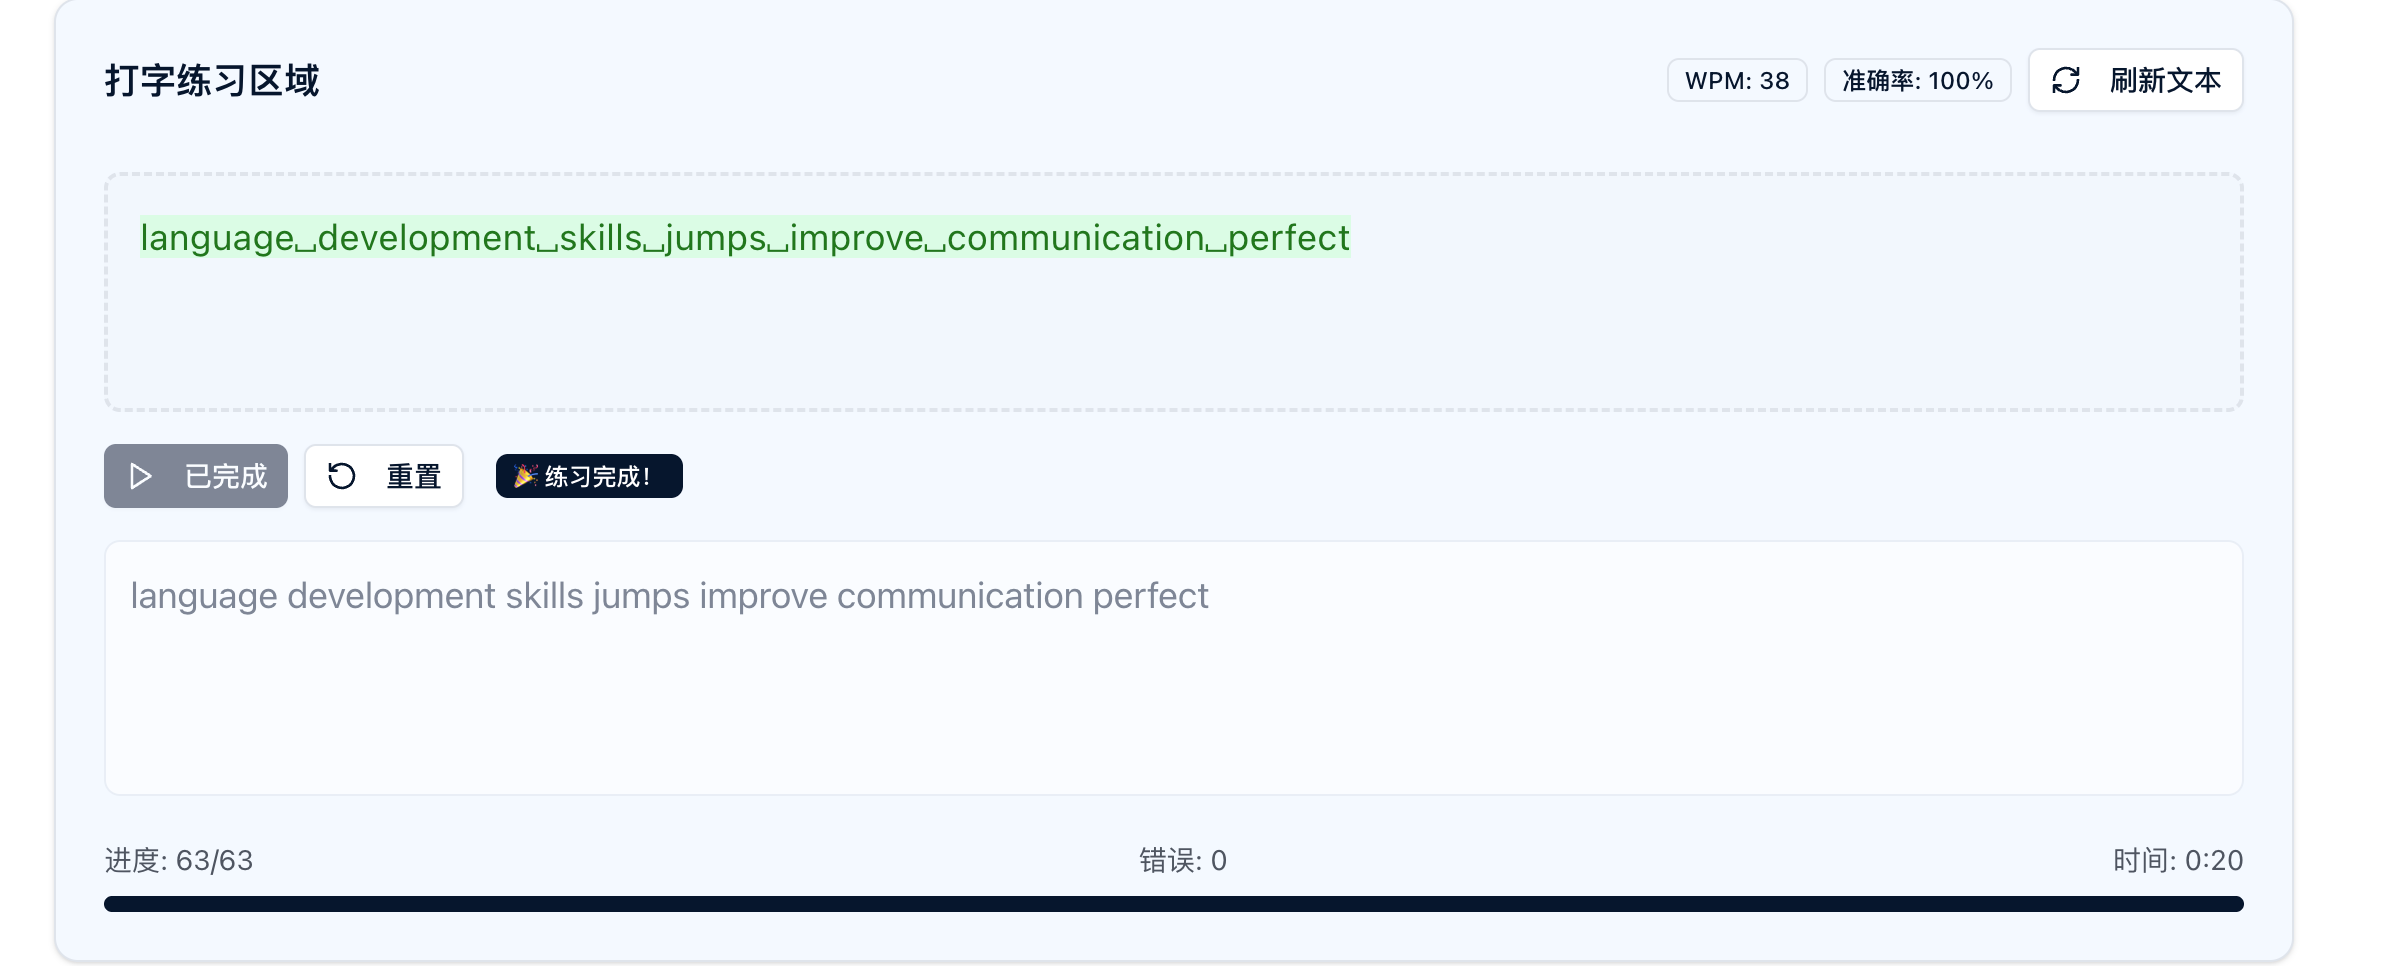 打字练习区域
WPM: 38
准确率: 100%
刷新文本
language␣development␣skills␣jumps␣improve␣communication␣perfect
已完成
重置
🎉 练习完成！
language development skills jumps improve communication perfect
进度: 63/63
错误: 0
时间: 0:20